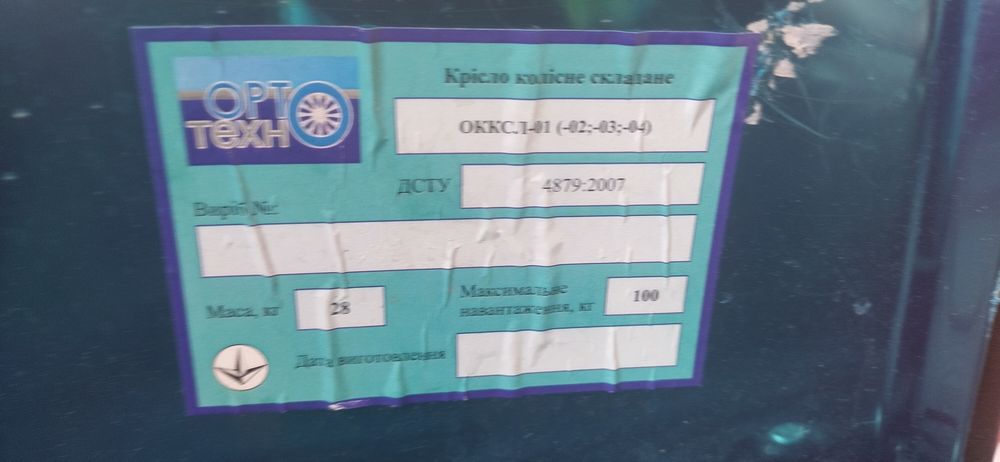 ОРТО
техн
Крісло колісне складане
ОККСЛ-01 (-02;-03;-04)
ДСТУ 4879:2007
Виріб №
Маса, кг 28
Максимальне
навантаження, кг 100
Дата виготовлення